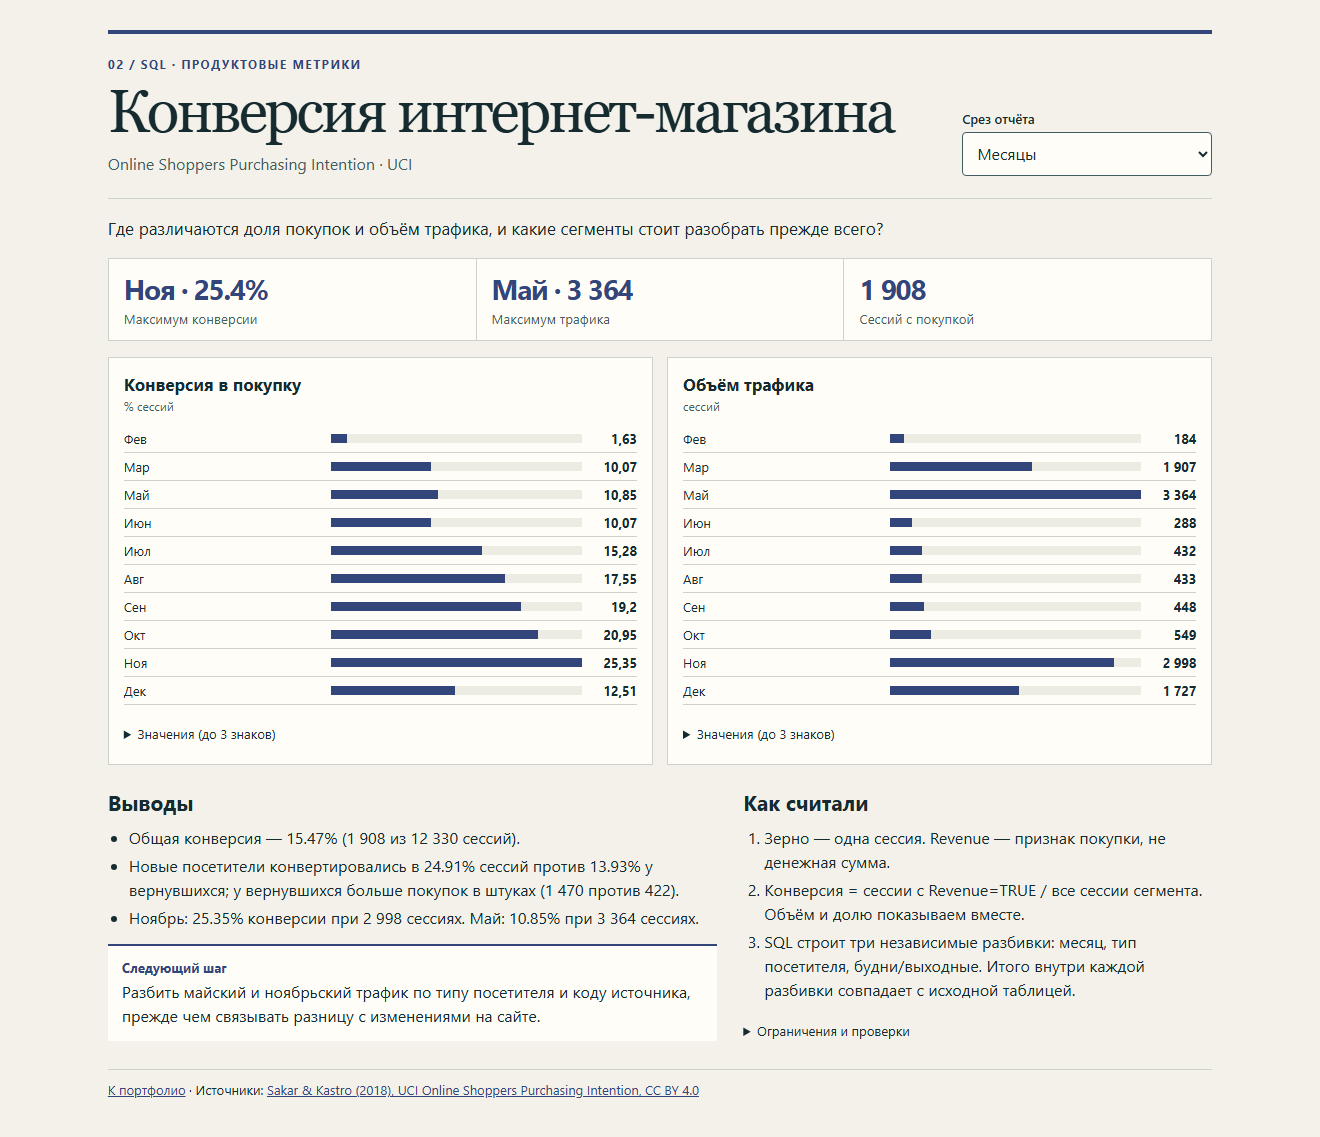 02 / SQL · ПРОДУКТОВЫЕ МЕТРИКИ
Конверсия интернет-магазина
Online Shoppers Purchasing Intention · UCI
Срез отчёта
Месяцы
Где различаются доля покупок и объём трафика, и какие сегменты стоит разобрать прежде всего?
Ноя · 25.4%
Максимум конверсии
Май · 3 364
Максимум трафика
1 908
Сессий с покупкой
Конверсия в покупку
% сессий
Фев 1,63
Мар 10,07
Май 10,85
Июн 10,07
Июл 15,28
Авг 17,55
Сен 19,2
Окт 20,95
Ноя 25,35
Дек 12,51
Значения (до 3 знаков)
Объём трафика
сессий
Фев 184
Мар 1 907
Май 3 364
Июн 288
Июл 432
Авг 433
Сен 448
Окт 549
Ноя 2 998
Дек 1 727
Значения (до 3 знаков)
Выводы
• Общая конверсия — 15.47% (1 908 из 12 330 сессий).
• Новые посетители конвертировались в 24.91% сессий против 13.93% у
вернувшихся; у вернувшихся больше покупок в штуках (1 470 против 422).
• Ноябрь: 25.35% конверсии при 2 998 сессиях. Май: 10.85% при 3 364 сессиях.
Следующий шаг
Разбить майский и ноябрьский трафик по типу посетителя и коду источника,
прежде чем связывать разницу с изменениями на сайте.
Как считали
1. Зерно — одна сессия. Revenue — признак покупки, не
денежная сумма.
2. Конверсия = сессии с Revenue=TRUE / все сессии сегмента.
Объём и долю показываем вместе.
3. SQL строит три независимые разбивки: месяц, тип
посетителя, будни/выходные. Итого внутри каждой
разбивки совпадает с исходной таблицей.
Ограничения и проверки
К портфолио · Источники: Sakar & Kastro (2018), UCI Online Shoppers Purchasing Intention, CC BY 4.0